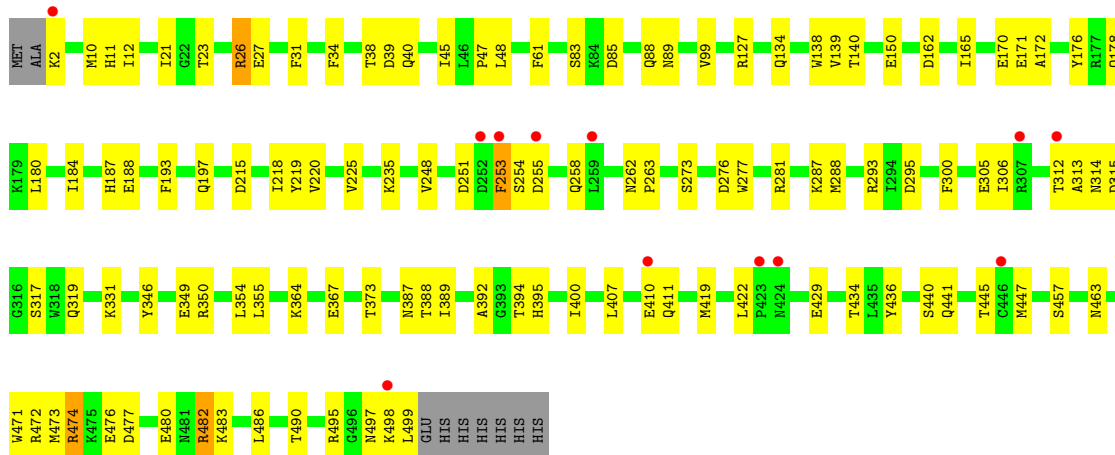 MET ALA K2 M10 H11 I12 I21 G22 T23 R26 E27 F31 F34 T38 D39 Q40 I45 L46 P47 L48 F61 S83 K84 D85 Q88 N89 V99 R127 Q134 W138 V139 T140 E150 D162 I165 E170 E171 A172 Y176 R177 Q178
K179 L180 I184 H187 E188 F193 Q197 D215 I218 Y219 V220 V225 K235 V248 D251 D252 F253 S254 D255 Q258 L259 N262 P263 S273 D276 W277 R281 K287 M288 R293 I294 D295 F300 E305 I306 R307 T312 A313 N314
G316 S317 W318 Q319 K331 Y346 E349 R350 L354 L355 K364 E367 T373 N387 T388 I389 A392 G393 T394 H395 I400 L407 E410 Q411 M419 L422 P423 N424 E429 T434 L435 Y436 S440 Q441 T445 C446 M447 S457 N463
W471 R472 M473 R474 K475 E476 D477 E480 N481 R482 K483 L486 T490 R495 G496 N497 K498 L499 GLU HIS HIS HIS HIS HIS HIS